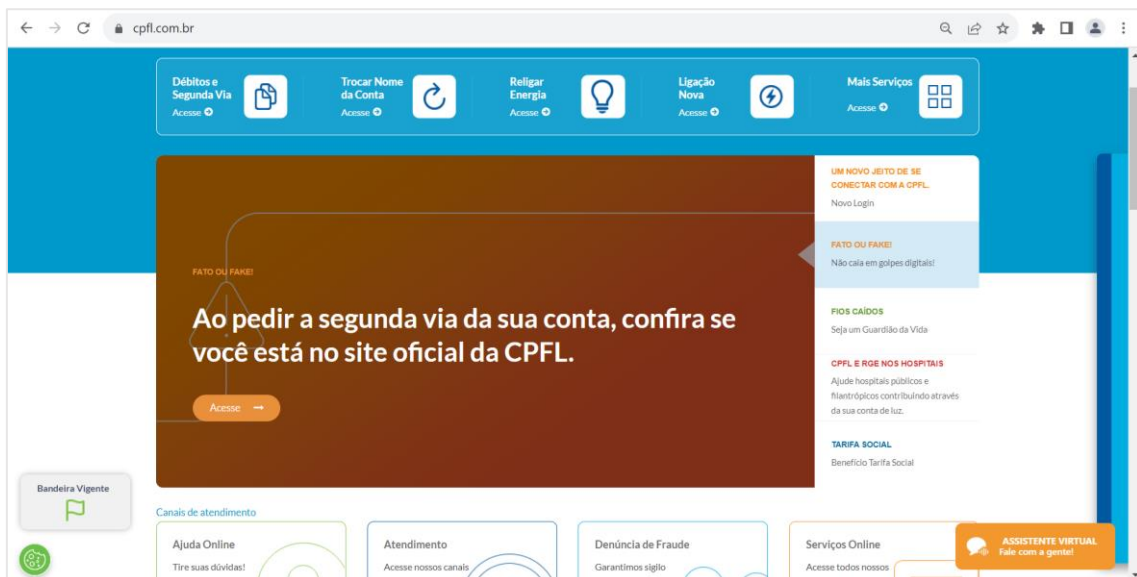 cpfl.com.br
Débitos e
Segunda Via
Acesse
Trocar Nome
da Conta
Acesse
Religar
Energia
Acesse
Ligação
Nova
Acesse
Mais Serviços
Acesse
FATO OU FAKE!
Ao pedir a segunda via da sua conta, confira se
você está no site oficial da CPFL.
Acesse
UM NOVO JEITO DE SE
CONECTAR COM A CPFL.
Novo Login
FATO OU FAKE!
Não caia em golpes digitais!
FIOS CAÍDOS
Seja um Guardião da Vida
CPFL E RGE NOS HOSPITAIS
Ajude hospitais públicos e
filantrópicos contribuindo através
da sua conta de luz.
TARIFA SOCIAL
Benefício Tarifa Social
Bandeira Vigente
Canais de atendimento
Ajuda Online
Tire suas dúvidas!
Atendimento
Acesse nossos canais
Denúncia de Fraude
Garantimos sigilo
Serviços Online
Acesse todos nossos
ASSISTENTE VIRTUAL
Fale com a gente!